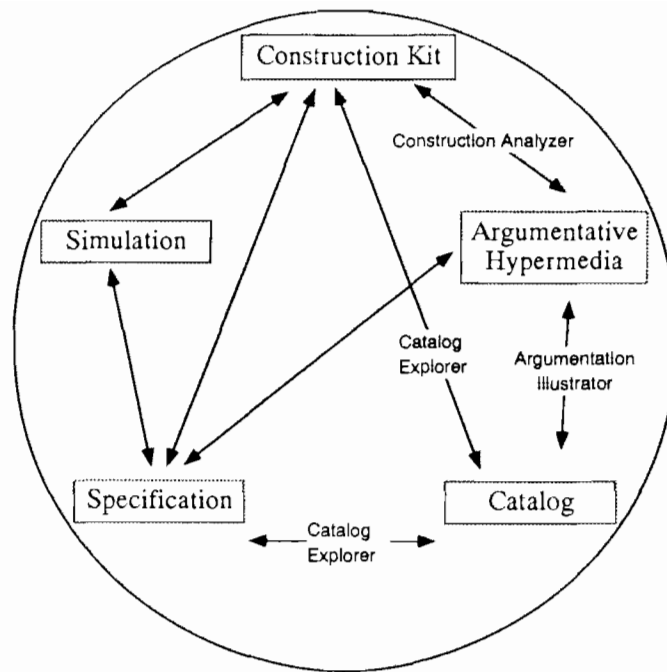 Construction Kit
Construction Analyzer
Simulation
Argumentative
Hypermedia
Catalog
Explorer
Argumentation
Illustrator
Specification
Catalog
Catalog
Explorer